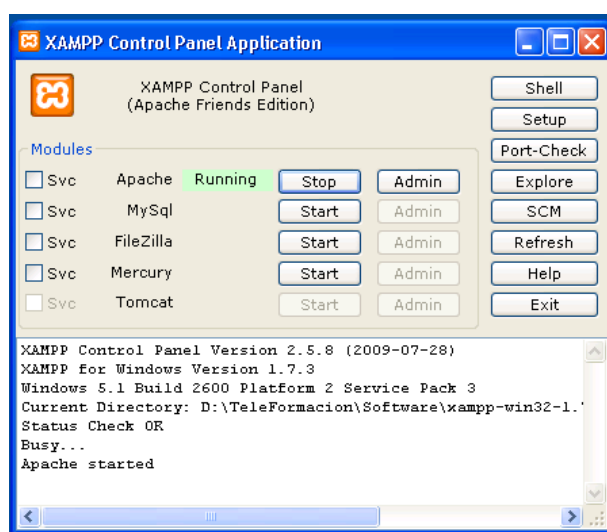 XAMPP Control Panel Application
XAMPP Control Panel
(Apache Friends Edition)
Shell
Setup
Port-Check
Explore
SCM
Refresh
Help
Exit
Modules
Svc Apache Running Stop Admin
Svc MySql Start Admin
Svc FileZilla Start Admin
Svc Mercury Start Admin
Svc Tomcat Start Admin
XAMPP Control Panel Version 2.5.8 (2009-07-28)
XAMPP for Windows Version 1.7.3
Windows 5.1 Build 2600 Platform 2 Service Pack 3
Current Directory: D:\TeleFormacion\Software\xampp-win32-1.
Status Check OK
Busy...
Apache started